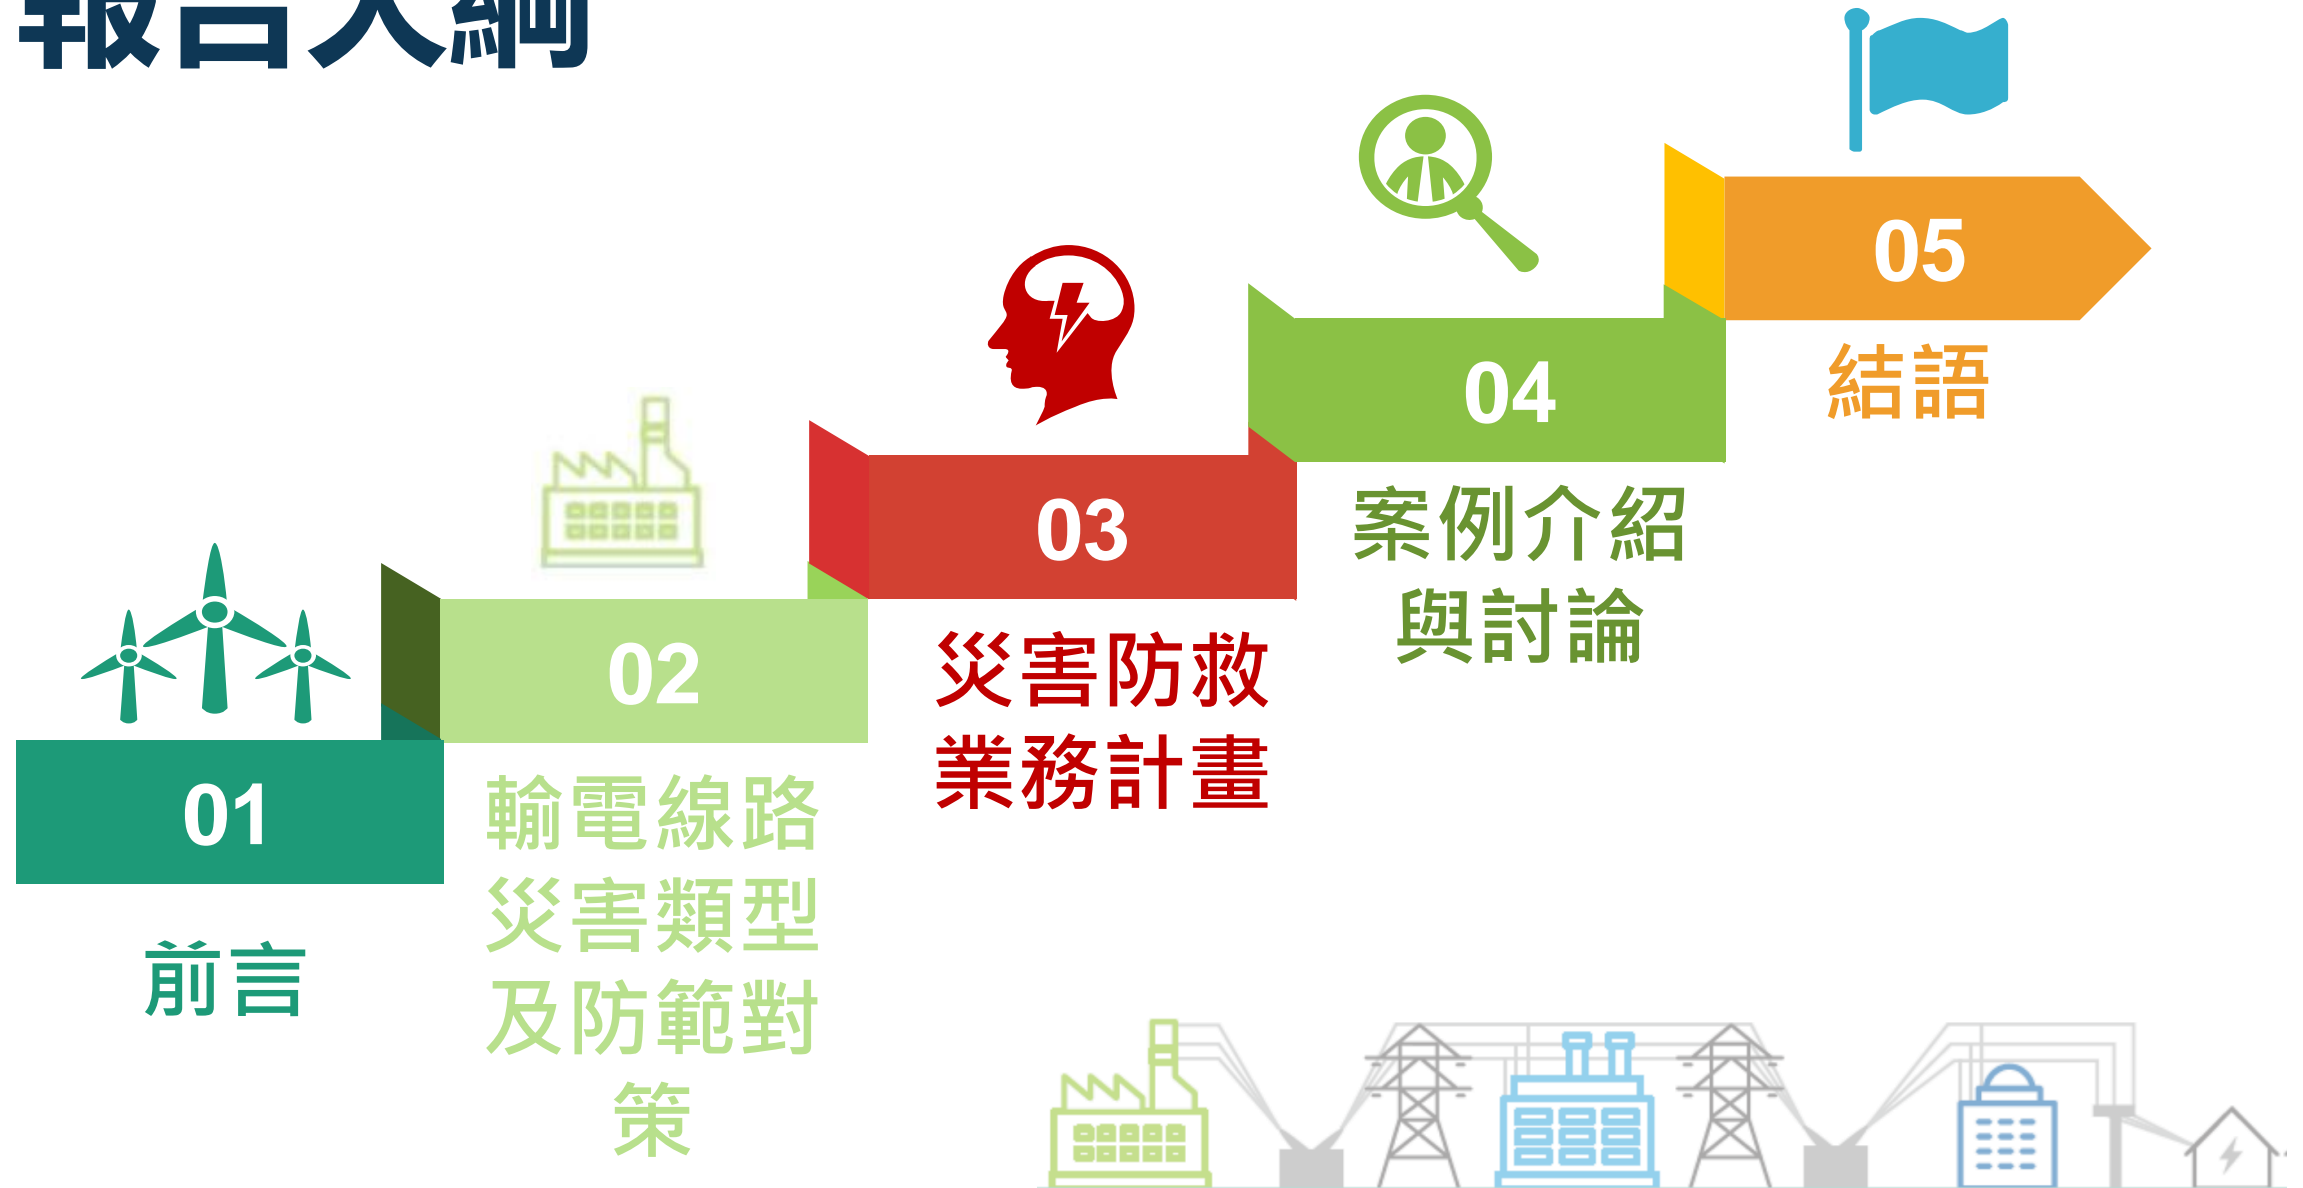 報告大綱
01
前言
02
輸電線路
災害類型
及防範對
策
03
災害防救
業務計畫
04
案例介紹
與討論
05
結語